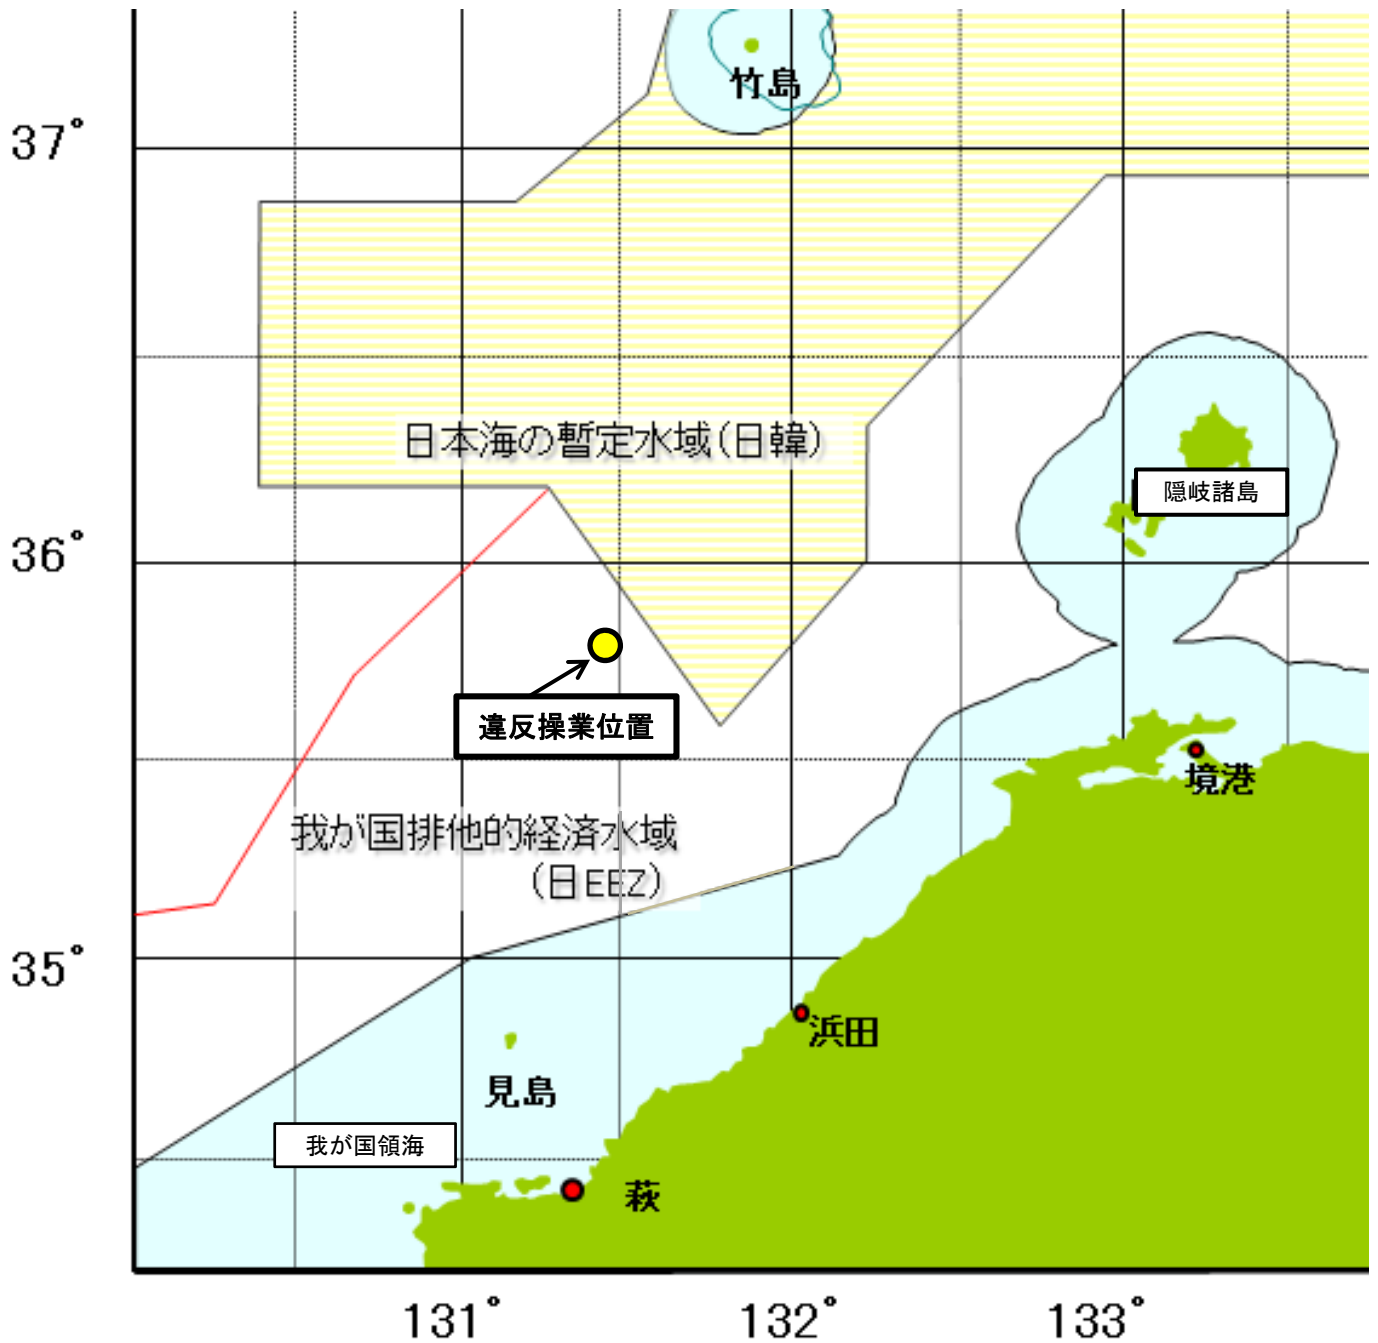 竹島
37°
日本海の暫定水域(日韓)
隠岐諸島
36°
違反操業位置
境港
我が国排他的経済水域
(日EEZ)
35°
浜田
見島
我が国領海
萩
131°
132°
133°